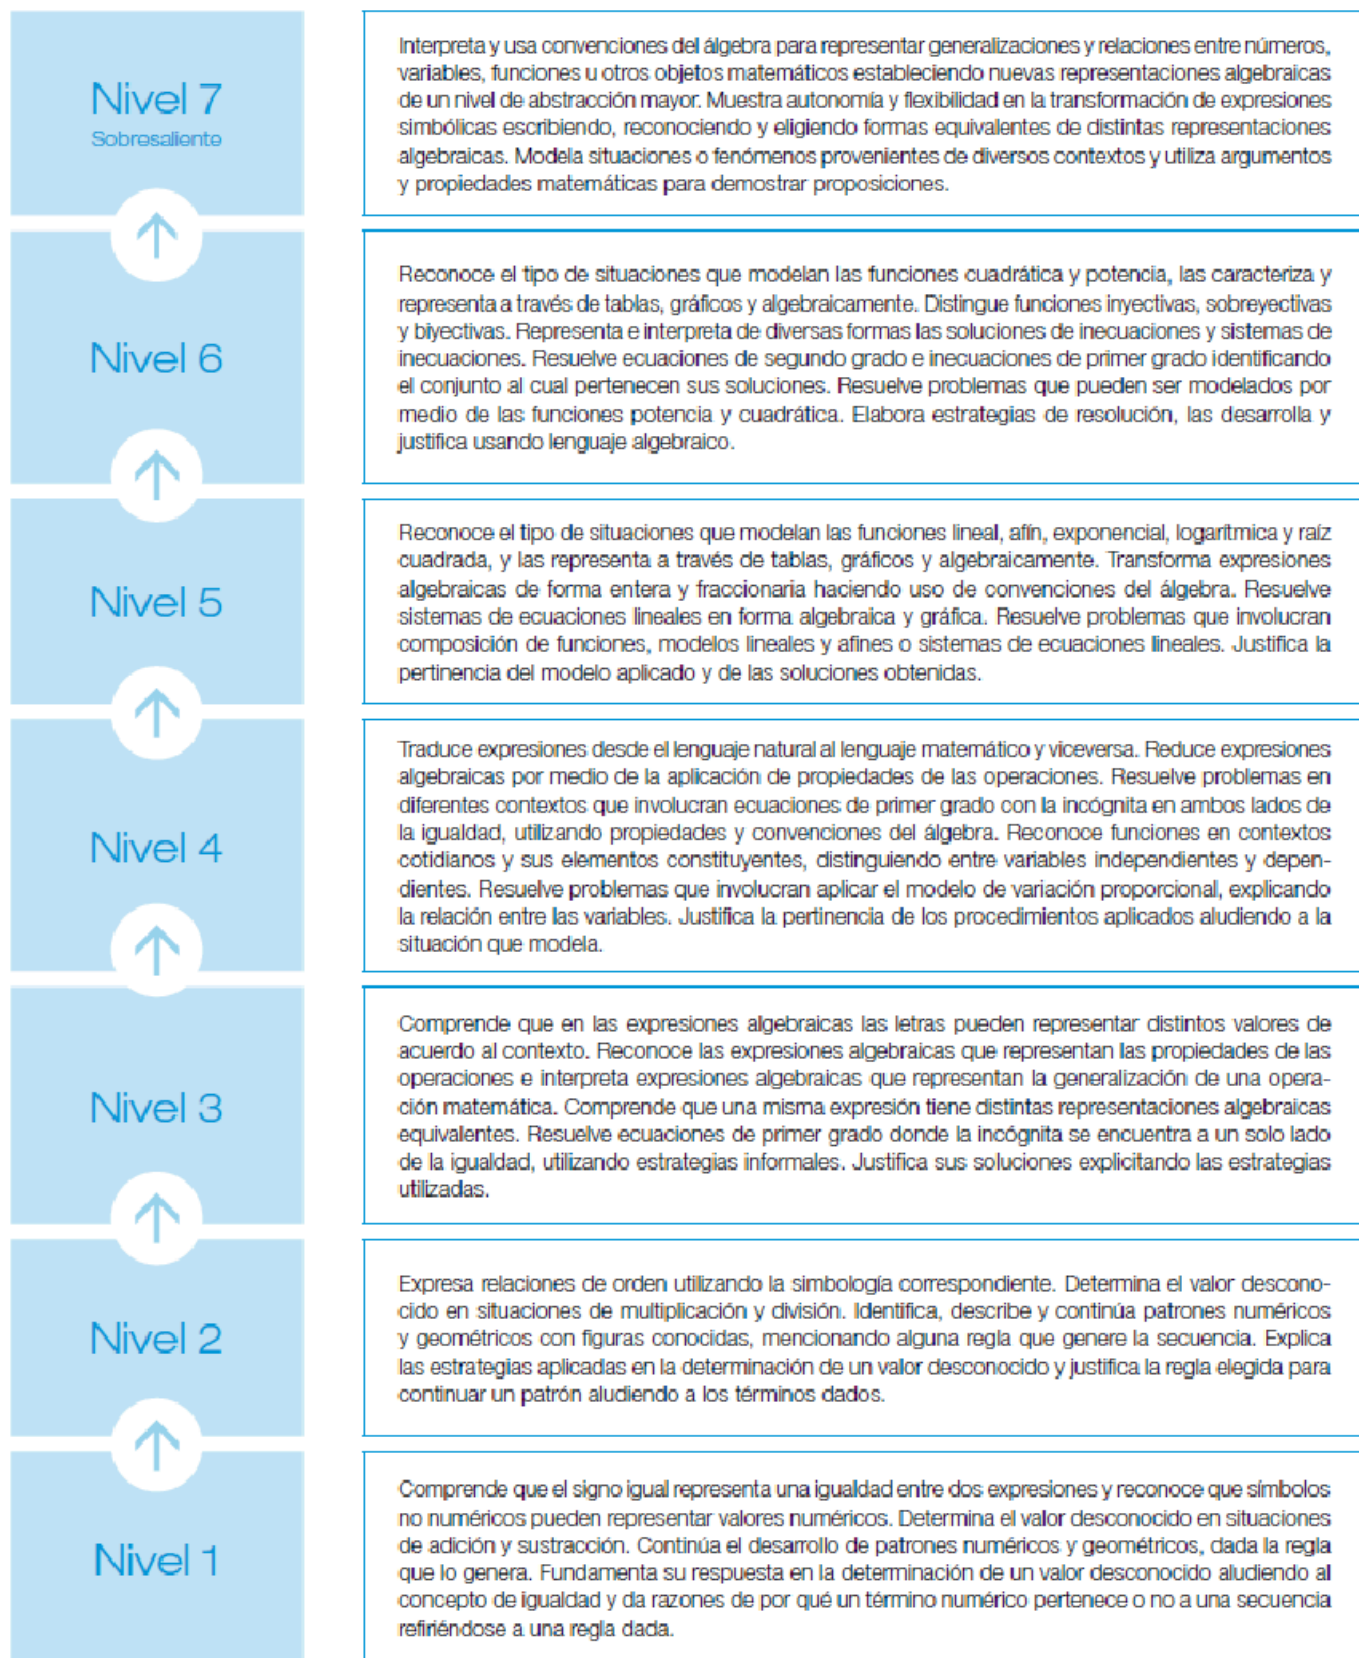 Nivel 7
Sobresaliente
Interpreta y usa convenciones del álgebra para representar generalizaciones y relaciones entre números,
variables, funciones u otros objetos matemáticos estableciendo nuevas representaciones algebraicas
de un nivel de abstracción mayor. Muestra autonomía y flexibilidad en la transformación de expresiones
simbólicas escribiendo, reconociendo y eligiendo formas equivalentes de distintas representaciones
algebraicas. Modela situaciones o fenómenos provenientes de diversos contextos y utiliza argumentos
y propiedades matemáticas para demostrar proposiciones.
Nivel 6
Reconoce el tipo de situaciones que modelan las funciones cuadrática y potencia, las caracteriza y
representa a través de tablas, gráficos y algebraicamente. Distingue funciones inyectivas, sobreyectivas
y biyectivas. Representa e interpreta de diversas formas las soluciones de inecuaciones y sistemas de
inecuaciones. Resuelve ecuaciones de segundo grado e inecuaciones de primer grado identificando
el conjunto al cual pertenecen sus soluciones. Resuelve problemas que pueden ser modelados por
medio de las funciones potencia y cuadrática. Elabora estrategias de resolución, las desarrolla y
justifica usando lenguaje algebraico.
Nivel 5
Reconoce el tipo de situaciones que modelan las funciones lineal, afín, exponencial, logarítmica y raíz
cuadrada, y las representa a través de tablas, gráficos y algebraicamente. Transforma expresiones
algebraicas de forma entera y fraccionaria haciendo uso de convenciones del álgebra. Resuelve
sistemas de ecuaciones lineales en forma algebraica y gráfica. Resuelve problemas que involucran
composición de funciones, modelos lineales y afines o sistemas de ecuaciones lineales. Justifica la
pertinencia del modelo aplicado y de las soluciones obtenidas.
Nivel 4
Traduce expresiones desde el lenguaje natural al lenguaje matemático y viceversa. Reduce expresiones
algebraicas por medio de la aplicación de propiedades de las operaciones. Resuelve problemas en
diferentes contextos que involucran ecuaciones de primer grado con la incógnita en ambos lados de
la igualdad, utilizando propiedades y convenciones del álgebra. Reconoce funciones en contextos
cotidianos y sus elementos constituyentes, distinguiendo entre variables independientes y depen-
dientes. Resuelve problemas que involucran aplicar el modelo de variación proporcional, explicando
la relación entre las variables. Justifica la pertinencia de los procedimientos aplicados aludiendo a la
situación que modela.
Nivel 3
Comprende que en las expresiones algebraicas las letras pueden representar distintos valores de
acuerdo al contexto. Reconoce las expresiones algebraicas que representan las propiedades de las
operaciones e interpreta expresiones algebraicas que representan la generalización de una opera-
ción matemática. Comprende que una misma expresión tiene distintas representaciones algebraicas
equivalentes. Resuelve ecuaciones de primer grado donde la incógnita se encuentra a un solo lado
de la igualdad, utilizando estrategias informales. Justifica sus soluciones explicitando las estrategias
utilizadas.
Nivel 2
Expresa relaciones de orden utilizando la simbología correspondiente. Determina el valor descono-
cido en situaciones de multiplicación y división. Identifica, describe y continúa patrones numéricos
y geométricos con figuras conocidas, mencionando alguna regla que genere la secuencia. Explica
las estrategias aplicadas en la determinación de un valor desconocido y justifica la regla elegida para
continuar un patrón aludiendo a los términos dados.
Nivel 1
Comprende que el signo igual representa una igualdad entre dos expresiones y reconoce que símbolos
no numéricos pueden representar valores numéricos. Determina el valor desconocido en situaciones
de adición y sustracción. Continúa el desarrollo de patrones numéricos y geométricos, dada la regla
que lo genera. Fundamenta su respuesta en la determinación de un valor desconocido aludiendo al
concepto de igualdad y da razones de por qué un término numérico pertenece o no a una secuencia
refiriéndose a una regla dada.